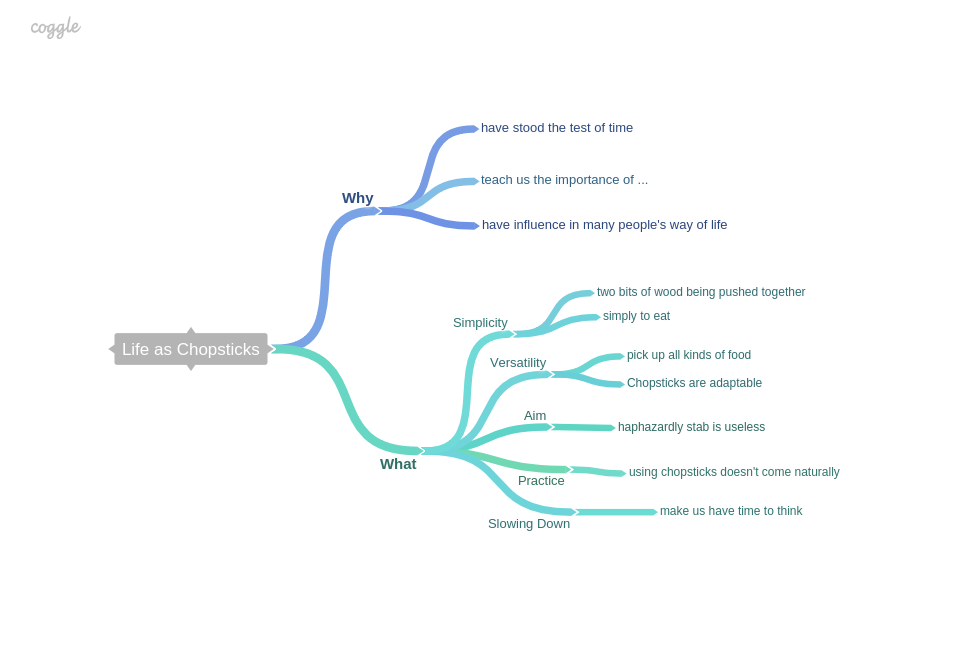 coggle
have stood the test of time
teach us the importance of ...
Why
have influence in many people's way of life
two bits of wood being pushed together
Simplicity
simply to eat
Life as Chopsticks
Versatility
pick up all kinds of food
Chopsticks are adaptable
Aim
haphazardly stab is useless
What
Practice
using chopsticks doesn't come naturally
Slowing Down
make us have time to think